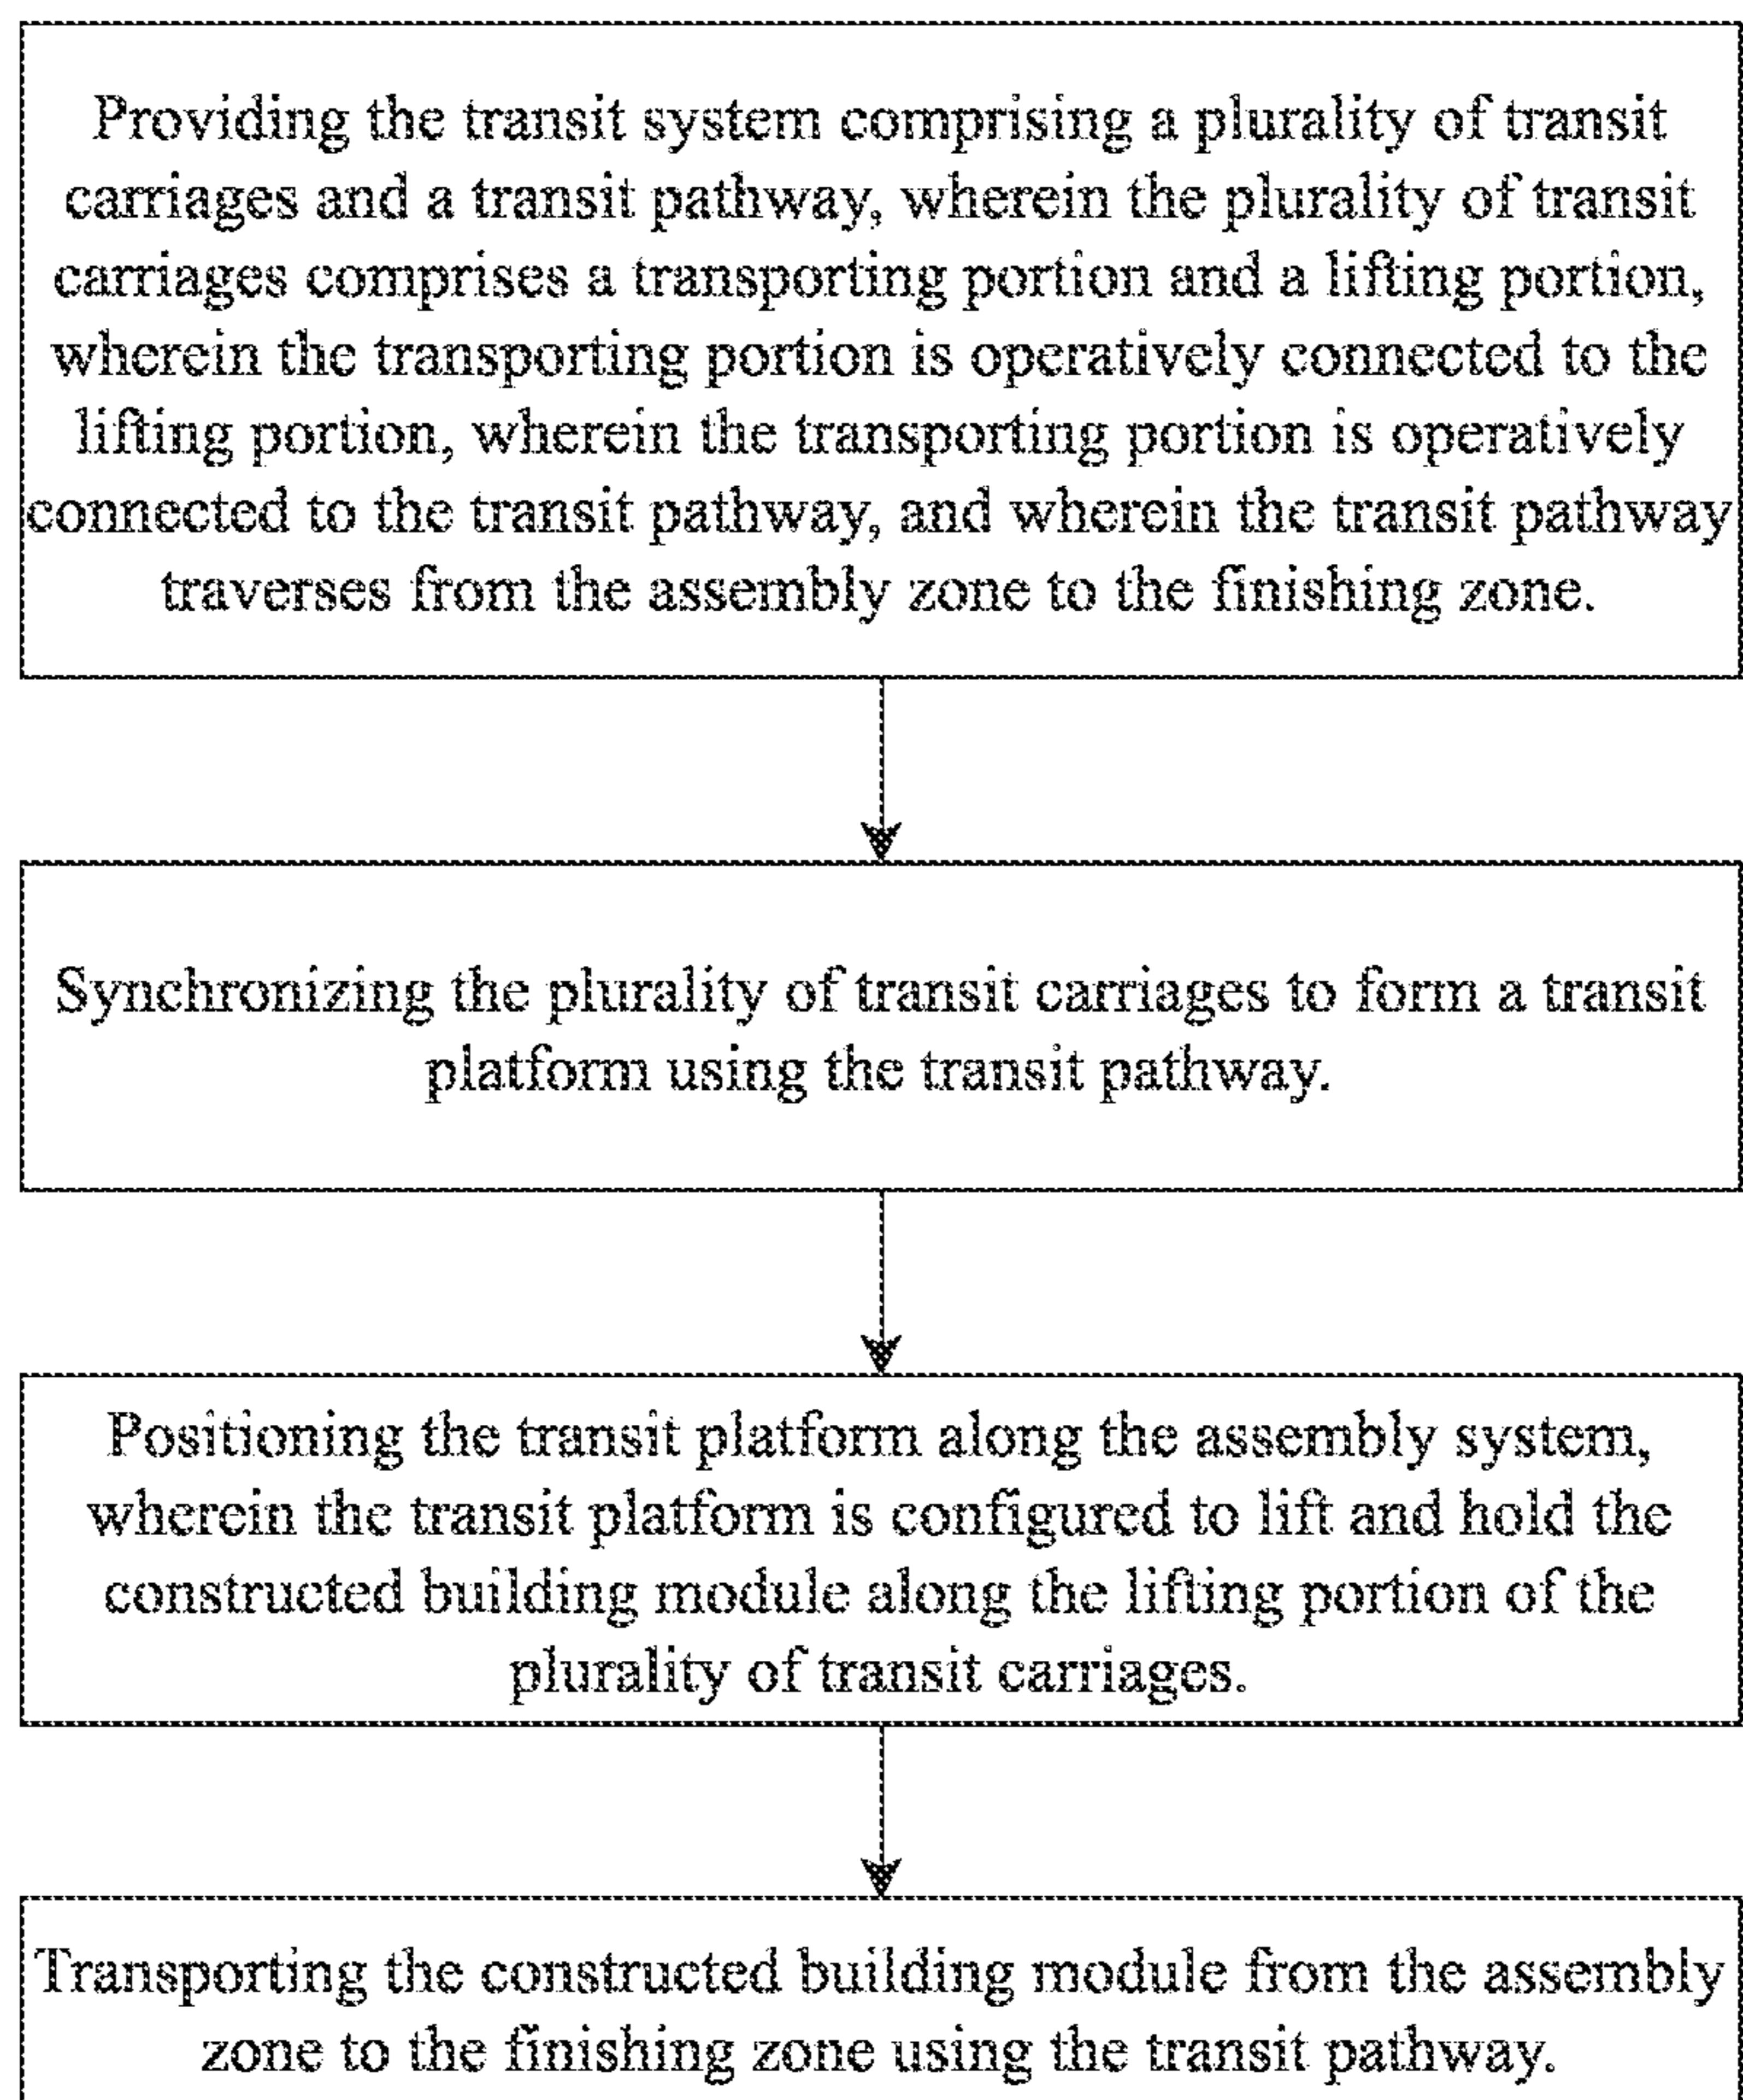 Providing the transit system comprising a plurality of transit
carriages and a transit pathway, wherein the plurality of transit
carriages comprises a transporting portion and a lifting portion,
wherein the transporting portion is operatively connected to the
lifting portion, wherein the transporting portion is operatively
connected to the transit pathway, and wherein the transit pathway
traverses from the assembly zone to the finishing zone.
Synchronizing the plurality of transit carriages to form a transit
platform using the transit pathway.
Positioning the transit platform along the assembly system,
wherein the transit platform is configured to lift and hold the
constructed building module along the lifting portion of the
plurality of transit carriages.
Transporting the constructed building module from the assembly
zone to the finishing zone using the transit pathway.